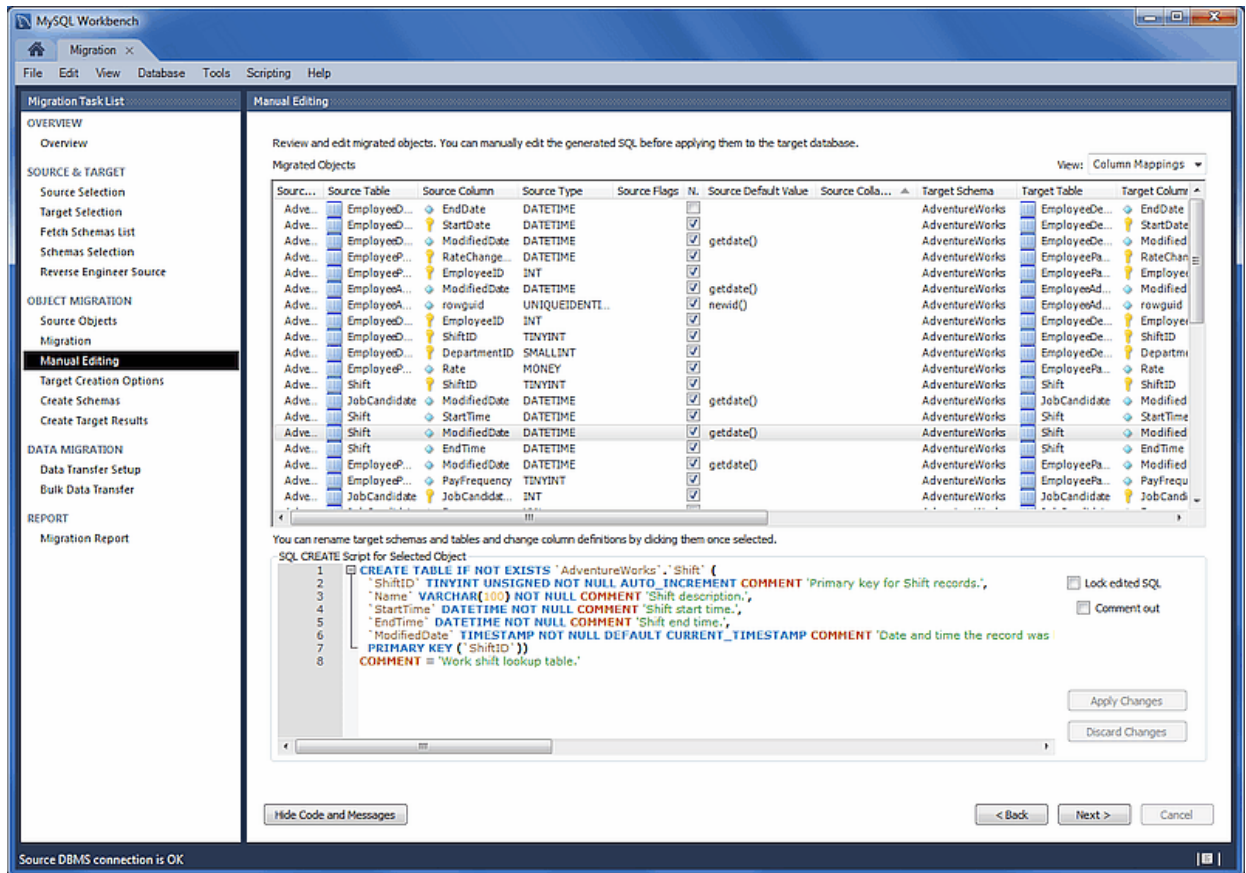 MySQL Workbench
Migration ×
File Edit View Database Tools Scripting Help
Migration Task List
OVERVIEW
Overview
SOURCE & TARGET
Source Selection
Target Selection
Fetch Schemas List
Schemas Selection
Reverse Engineer Source
OBJECT MIGRATION
Source Objects
Migration
Manual Editing
Target Creation Options
Create Schemas
Create Target Results
DATA MIGRATION
Data Transfer Setup
Bulk Data Transfer
REPORT
Migration Report
Manual Editing
Review and edit migrated objects. You can manually edit the generated SQL before applying them to the target database.
Migrated Objects View: Column Mappings
Sourc... Source Table Source Column Source Type Source Flags N. Source Default Value Source Colla... Target Schema Target Table Target Column
Adve... EmployeeD... EndDate DATETIME AdventureWorks EmployeeDe... EndDate
Adve... EmployeeD... StartDate DATETIME AdventureWorks EmployeeDe... StartDate
Adve... EmployeeD... ModifiedDate DATETIME getdate() AdventureWorks EmployeeDe... Modified
Adve... EmployeeP... RateChange... DATETIME AdventureWorks EmployeePa... RateChan
Adve... EmployeeP... EmployeeID INT AdventureWorks EmployeePa... Employee
Adve... EmployeeA... ModifiedDate DATETIME getdate() AdventureWorks EmployeeAd... Modified
Adve... EmployeeA... rowguid UNIQUEIDENTI... newid() AdventureWorks EmployeeAd... rowguid
Adve... EmployeeD... EmployeeID INT AdventureWorks EmployeeDe... Employee
Adve... EmployeeD... ShiftID TINYINT AdventureWorks EmployeeDe... ShiftID
Adve... EmployeeD... DepartmentID SMALLINT AdventureWorks EmployeeDe... Departme
Adve... EmployeeP... Rate MONEY AdventureWorks EmployeePa... Rate
Adve... Shift ShiftID TINYINT AdventureWorks Shift ShiftID
Adve... JobCandidate ModifiedDate DATETIME getdate() AdventureWorks JobCandidate Modified
Adve... Shift StartTime DATETIME AdventureWorks Shift StartTime
Adve... Shift ModifiedDate DATETIME getdate() AdventureWorks Shift Modified
Adve... Shift EndTime DATETIME AdventureWorks Shift EndTime
Adve... EmployeeP... ModifiedDate DATETIME getdate() AdventureWorks EmployeePa... Modified
Adve... EmployeeP... PayFrequency TINYINT AdventureWorks EmployeePa... PayFrequ
Adve... JobCandidate JobCandidat... INT AdventureWorks JobCandidate JobCandi
You can rename target schemas and tables and change column definitions by clicking them once selected.
SQL CREATE Script for Selected Object
1 CREATE TABLE IF NOT EXISTS `AdventureWorks`.`Shift` (
2 `ShiftID` TINYINT UNSIGNED NOT NULL AUTO_INCREMENT COMMENT 'Primary key for Shift records.',
3 `Name` VARCHAR(100) NOT NULL COMMENT 'Shift description.',
4 `StartTime` DATETIME NOT NULL COMMENT 'Shift start time.',
5 `EndTime` DATETIME NOT NULL COMMENT 'Shift end time.',
6 `ModifiedDate` TIMESTAMP NOT NULL DEFAULT CURRENT_TIMESTAMP COMMENT 'Date and time the record was
7 PRIMARY KEY (`ShiftID`))
8 COMMENT = 'Work shift lookup table.'
Lock edited SQL
Comment out
Apply Changes
Discard Changes
Hide Code and Messages < Back Next > Cancel
Source DBMS connection is OK